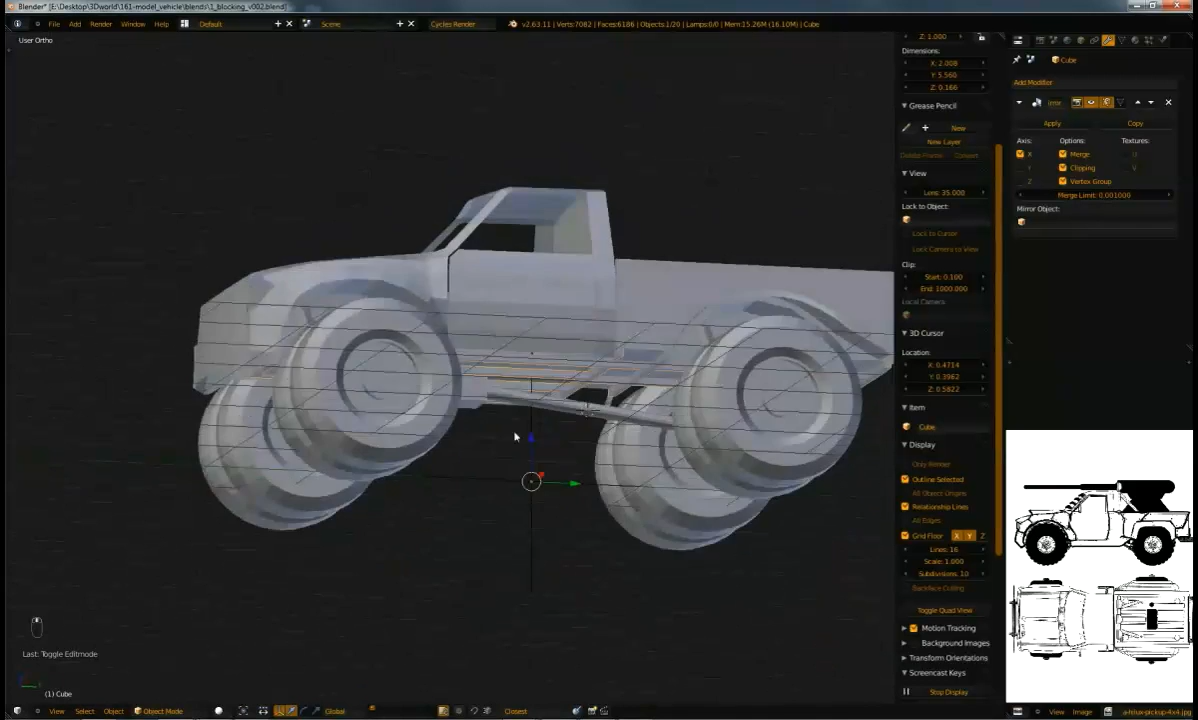 Blender* [E:\Desktop\3Dworld\161-model_vehicle\blends\1_blocking_v002.blend]
File Add Render Window Help Default Scene Cycles Render v2.63.11 | Verts:7082 | Faces:6186 | Objects:1/20 | Lamps:0/0 | Mem:15.26M (16.10M) | Cube
User Ortho
Z: 1.000
Dimensions:
X: 2.008
Y: 5.560
Z: 0.166
Grease Pencil
New
New Layer
Delete Frame Convert
View
Lens: 35.000
Lock to Object:
Lock to Cursor
Lock Camera to View
Clip:
Start: 0.100
End: 1000.000
Local Camera:
3D Cursor
Location:
X: 0.4714
Y: 0.3962
Z: 0.5822
Item
Cube
Display
Only Render
Outline Selected
All Object Origins
Relationship Lines
All Edges
Grid Floor X Y Z
Lines: 16
Scale: 1.000
Subdivisions: 10
Backface Culling
Toggle Quad View
Motion Tracking
Background Images
Transform Orientations
Screencast Keys
Stop Display
Cube
Add Modifier
Apply Copy
Axis: Options: Textures:
X Merge U
Y Clipping V
Z Vertex Group
Merge Limit: 0.001000
Mirror Object:
Last: Toggle Editmode
(1) Cube
View Select Object Object Mode Global Closest
View Image